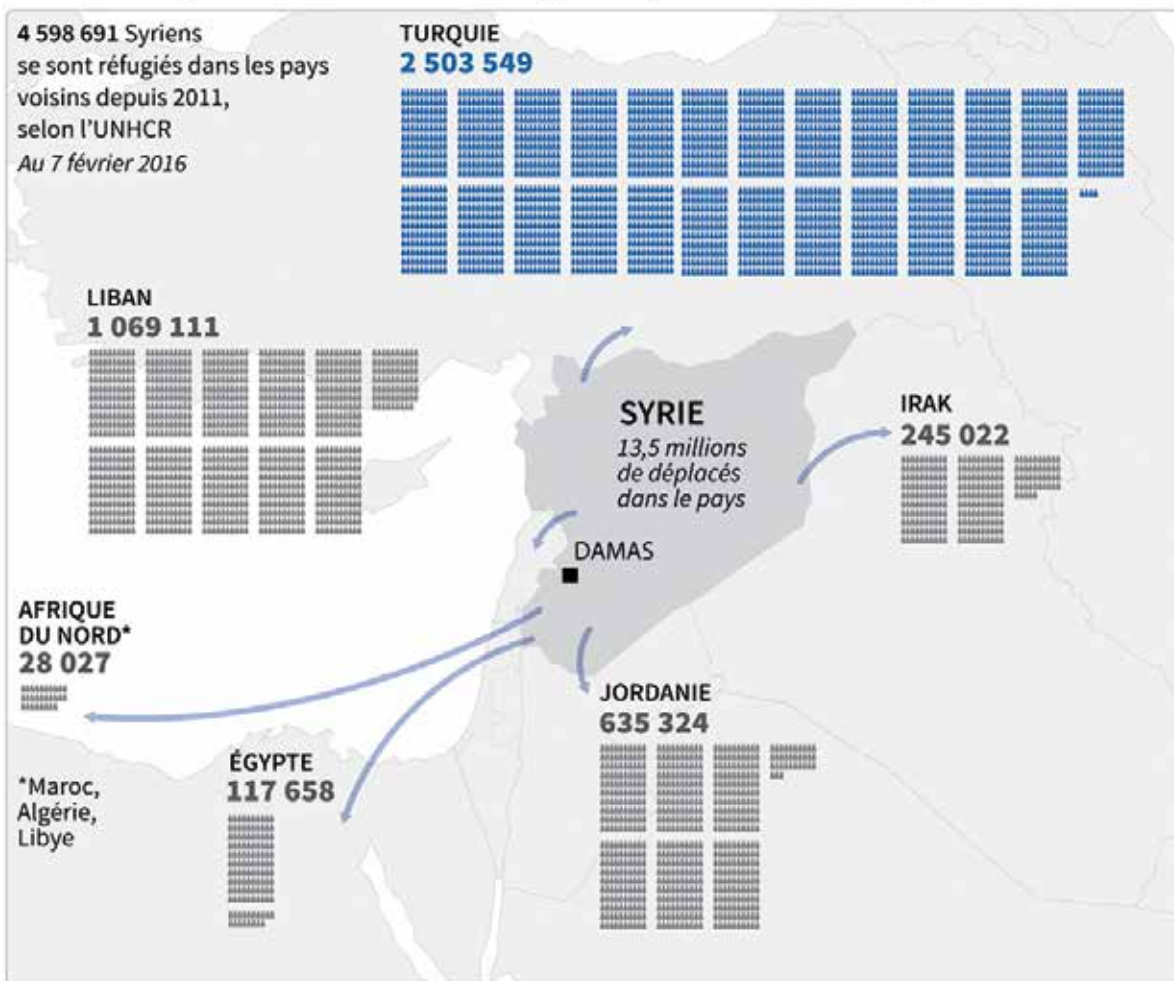 4 598 691 Syriens
se sont réfugiés dans les pays
voisins depuis 2011,
selon l'UNHCR
Au 7 février 2016
TURQUIE
2 503 549
LIBAN
1 069 111
SYRIE
13,5 millions
de déplacés
dans le pays
IRAK
245 022
DAMAS
AFRIQUE
DU NORD*
28 027
JORDANIE
635 324
ÉGYPTE
117 658
*Maroc,
Algérie,
Libye